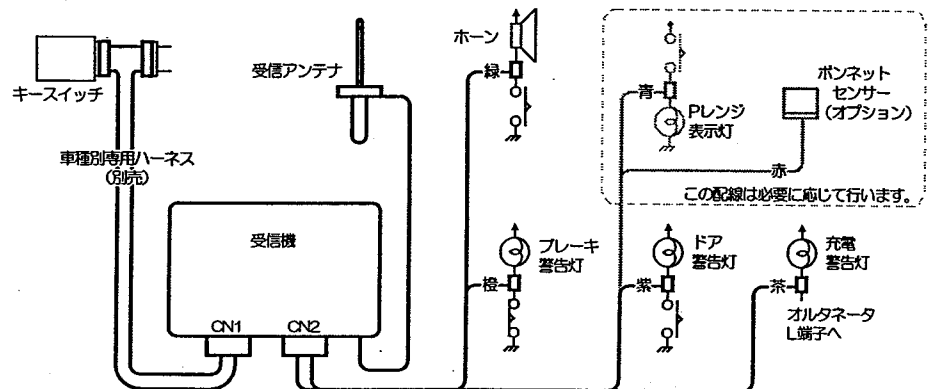 ホーン
緑
受信アンテナ
キースイッチ
車種別専用ハーネス
(別売)
受信機
CN1
CN2
青
Pレンジ
表示灯
ボンネット
センサー
(オプション)
赤
この配線は必要に応じて行います。
ブレーキ
警告灯
橙
ドア
警告灯
紫
充電
警告灯
茶
オルタネータ
L端子へ